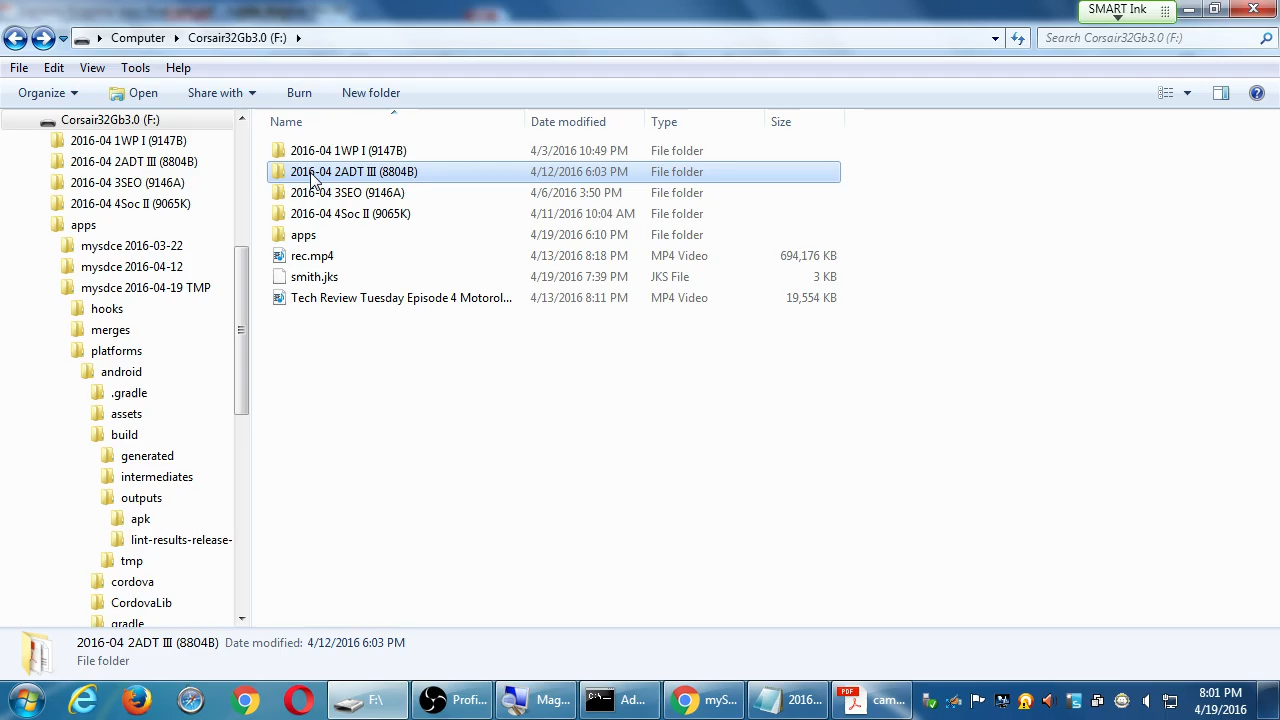 SMART Ink
Computer Corsair32Gb3.0 (F:)
Search Corsair32Gb3.0 (F:)
File Edit View Tools Help
Organize Open Share with Burn New folder
Corsair32Gb3.0 (F:)
2016-04 1WP I (9147B)
2016-04 2ADT III (8804B)
2016-04 3SEO (9146A)
2016-04 4Soc II (9065K)
apps
mysdce 2016-03-22
mysdce 2016-04-12
mysdce 2016-04-19 TMP
hooks
merges
platforms
android
.gradle
assets
build
generated
intermediates
outputs
apk
lint-results-release-
tmp
cordova
CordovaLib
gradle
Name Date modified Type Size
2016-04 1WP I (9147B) 4/3/2016 10:49 PM File folder
2016-04 2ADT III (8804B) 4/12/2016 6:03 PM File folder
2016-04 3SEO (9146A) 4/6/2016 3:50 PM File folder
2016-04 4Soc II (9065K) 4/11/2016 10:04 AM File folder
apps 4/19/2016 6:10 PM File folder
rec.mp4 4/13/2016 8:18 PM MP4 Video 694,176 KB
smith.jks 4/19/2016 7:39 PM JKS File 3 KB
Tech Review Tuesday Episode 4 Motorol... 4/13/2016 8:11 PM MP4 Video 19,554 KB
2016-04 2ADT III (8804B) Date modified: 4/12/2016 6:03 PM
File folder
F:\ Profi... Mag... Ad... myS... 2016... PDF cam...
8:01 PM
4/19/2016